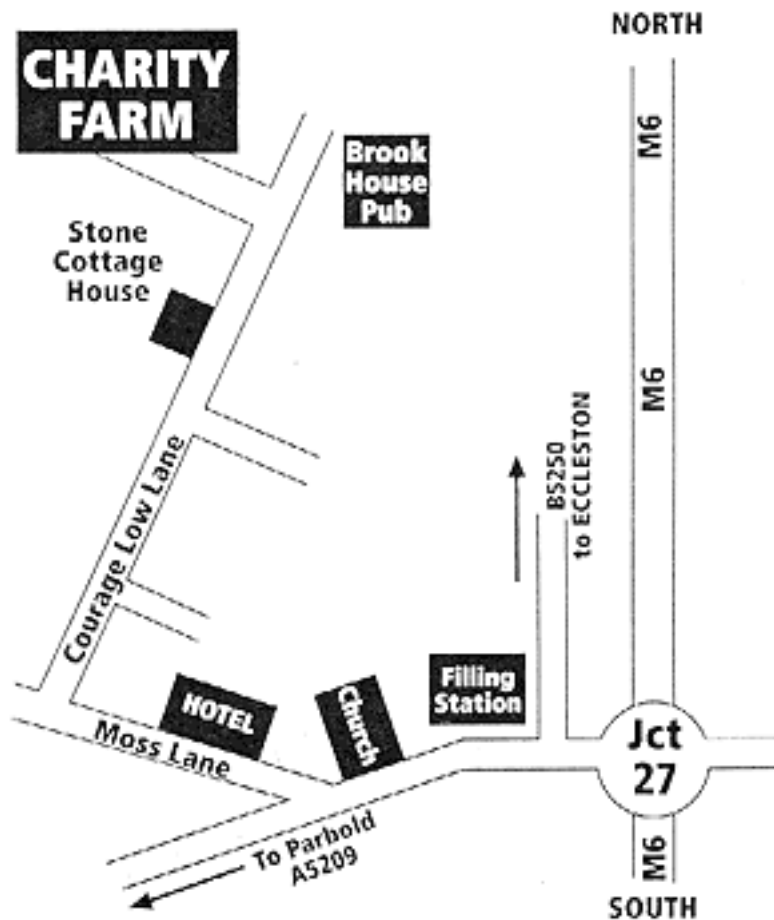 NORTH
CHARITY
FARM
M6
Brook
House
Pub
Stone
Cottage
House
M6
B5250
to ECCLESTON
Courage Low Lane
Filling
Station
HOTEL
Church
Moss Lane
Jct
27
To Parbold
A5209
M6
SOUTH